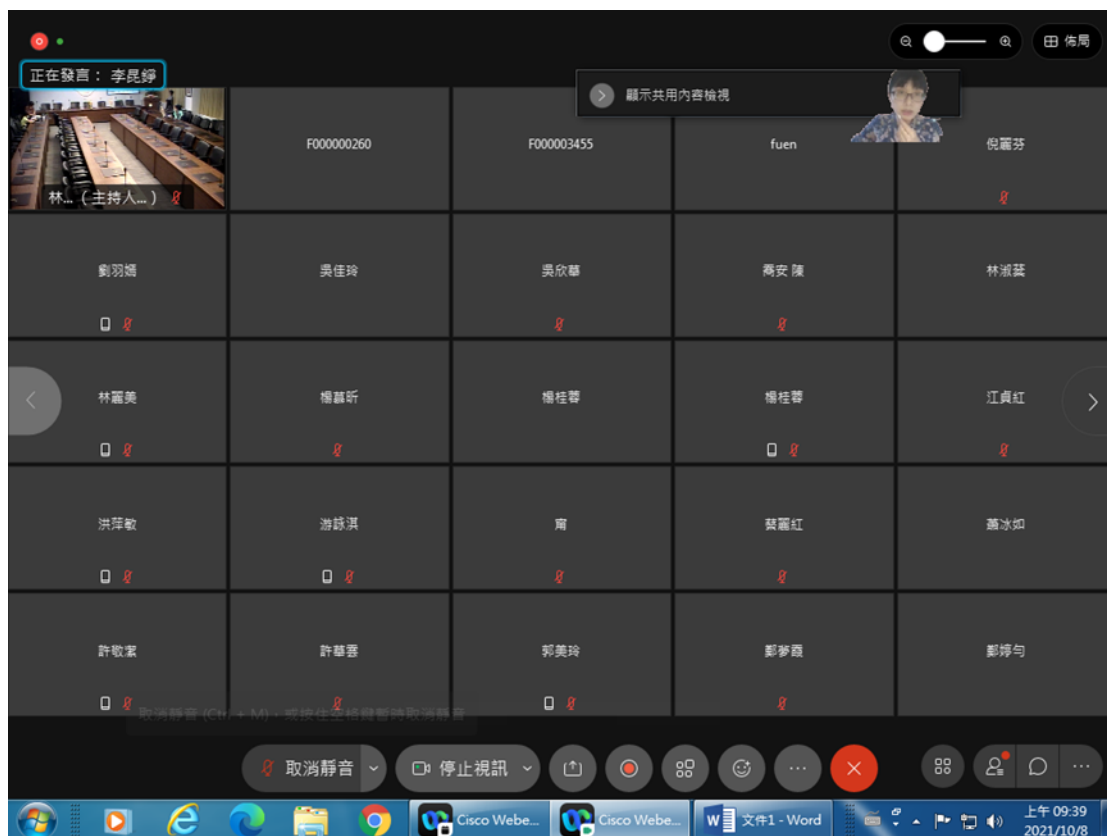 佈局
正在發言： 李昆錚
顯示共用內容檢視
林... (主持人...)
F000000260
F000003455
fuen
倪麗芬
劉羽嫣
吳佳玲
吳欣華
喬安 陳
林淑蕓
林麗美
楊慕昕
楊桂蓉
楊桂蓉
江貞紅
洪萍敏
游詠淇
甯
蔡麗紅
蕭冰如
許敬潔
許華雲
郭美玲
鄭夢霞
鄭婷勻
取消靜音 (Ctrl + M)，或按住空格鍵暫時取消靜音
取消靜音
停止視訊
Cisco Webe...
Cisco Webe...
文件1 - Word
上午 09:39
2021/10/8